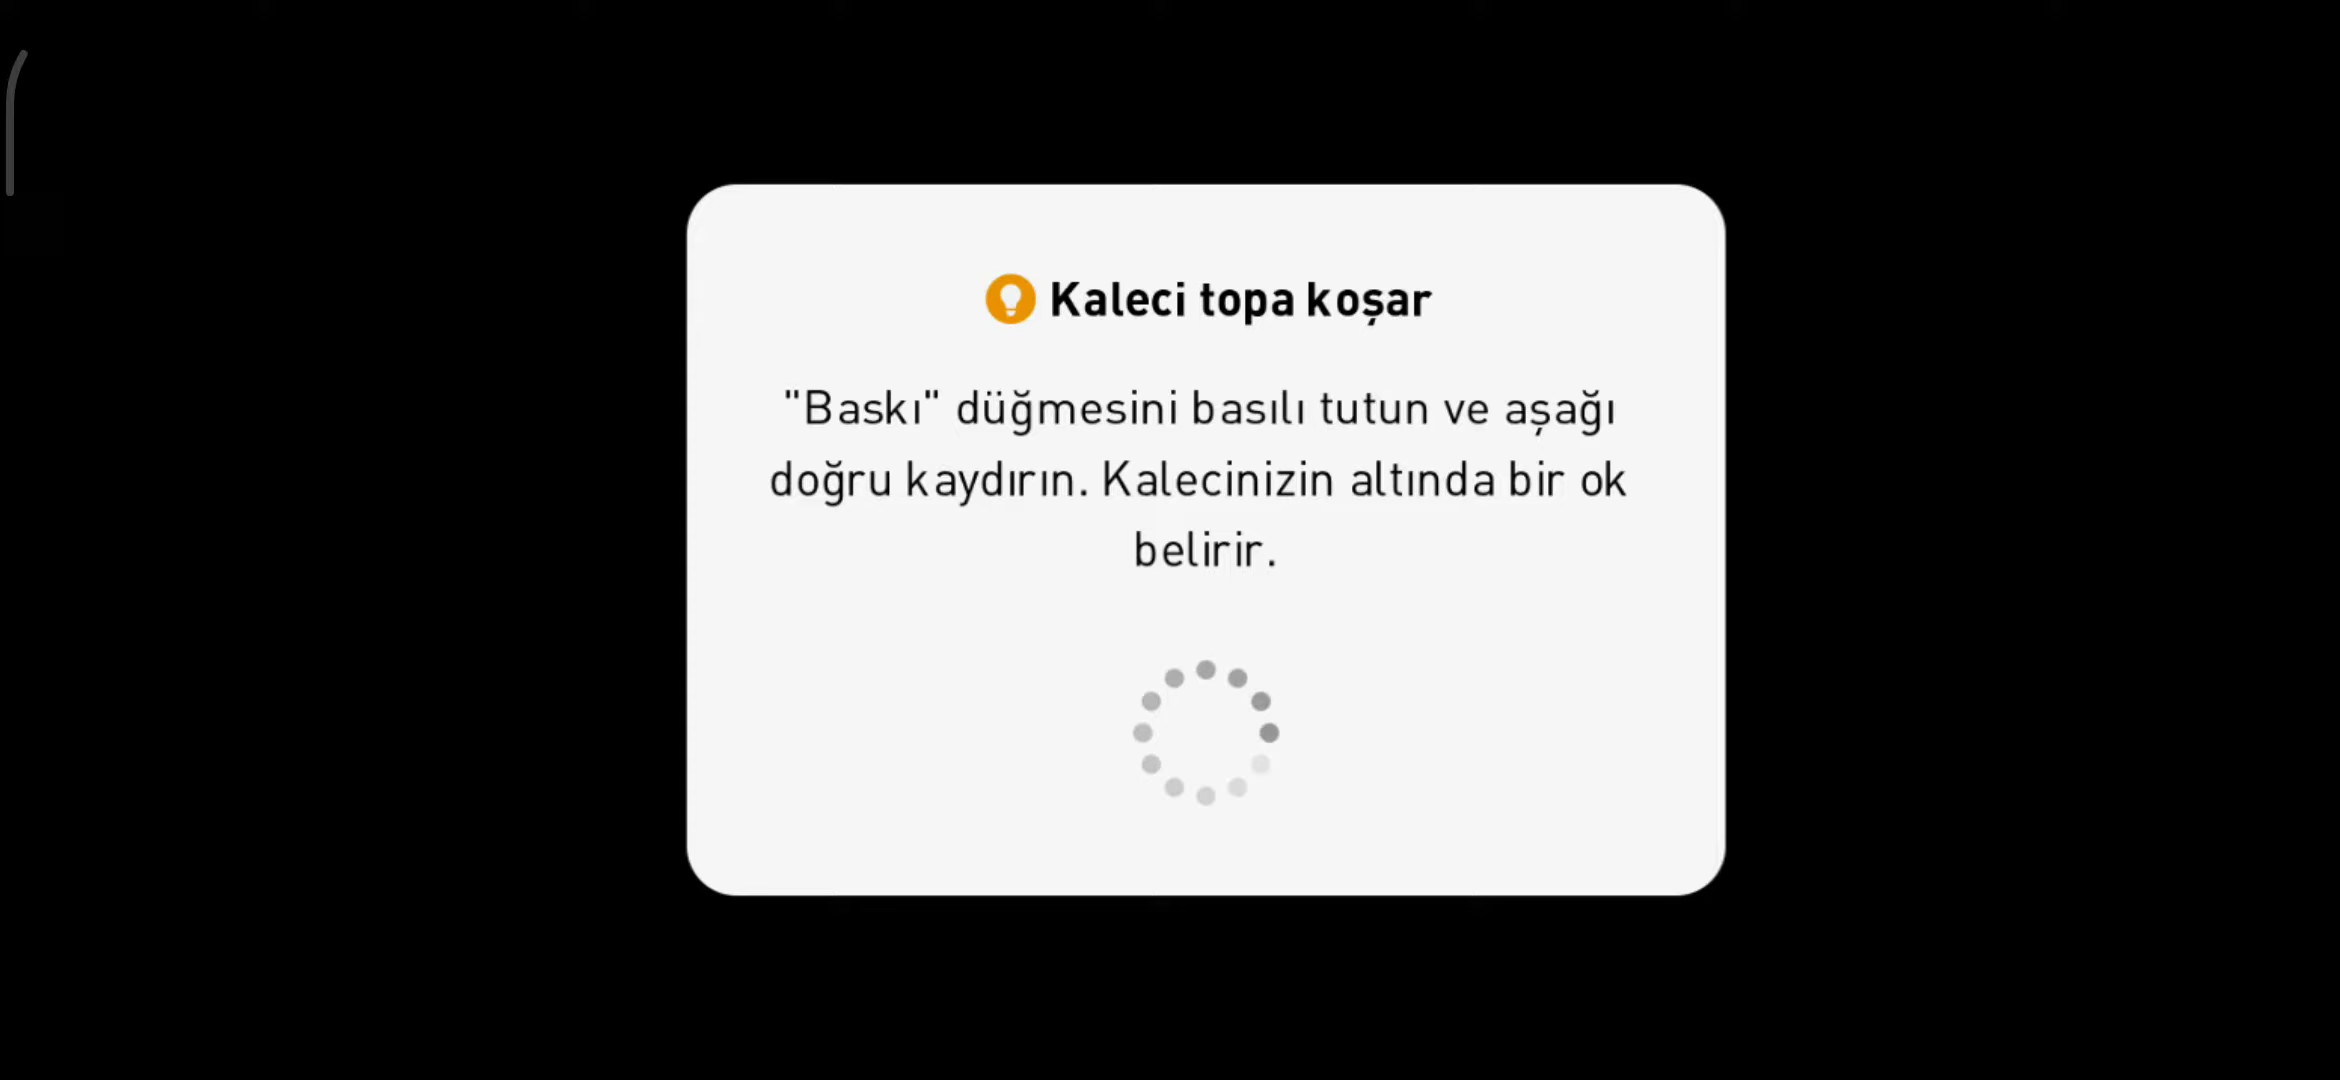 Kaleci topa koşar
"Baskı" düğmesini basılı tutun ve aşağı
doğru kaydırın. Kalecinizin altında bir ok
belirir.